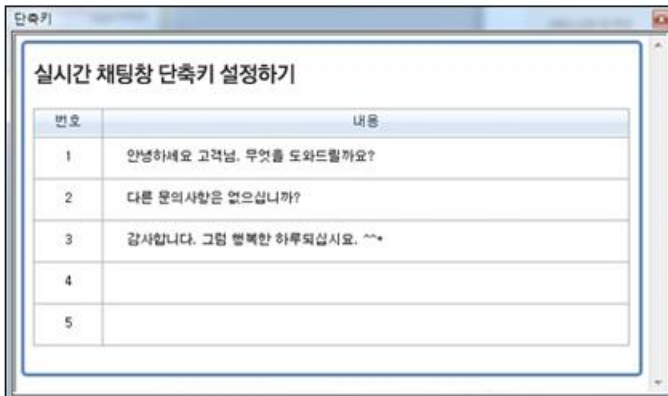 단축키
실시간 채팅창 단축키 설정하기
번호 내용
1 안녕하세요 고객님. 무엇을 도와드릴까요?
2 다른 문의사항은 없으십니까?
3 감사합니다. 그럼 행복한 하루되십시요. ^^*
4
5